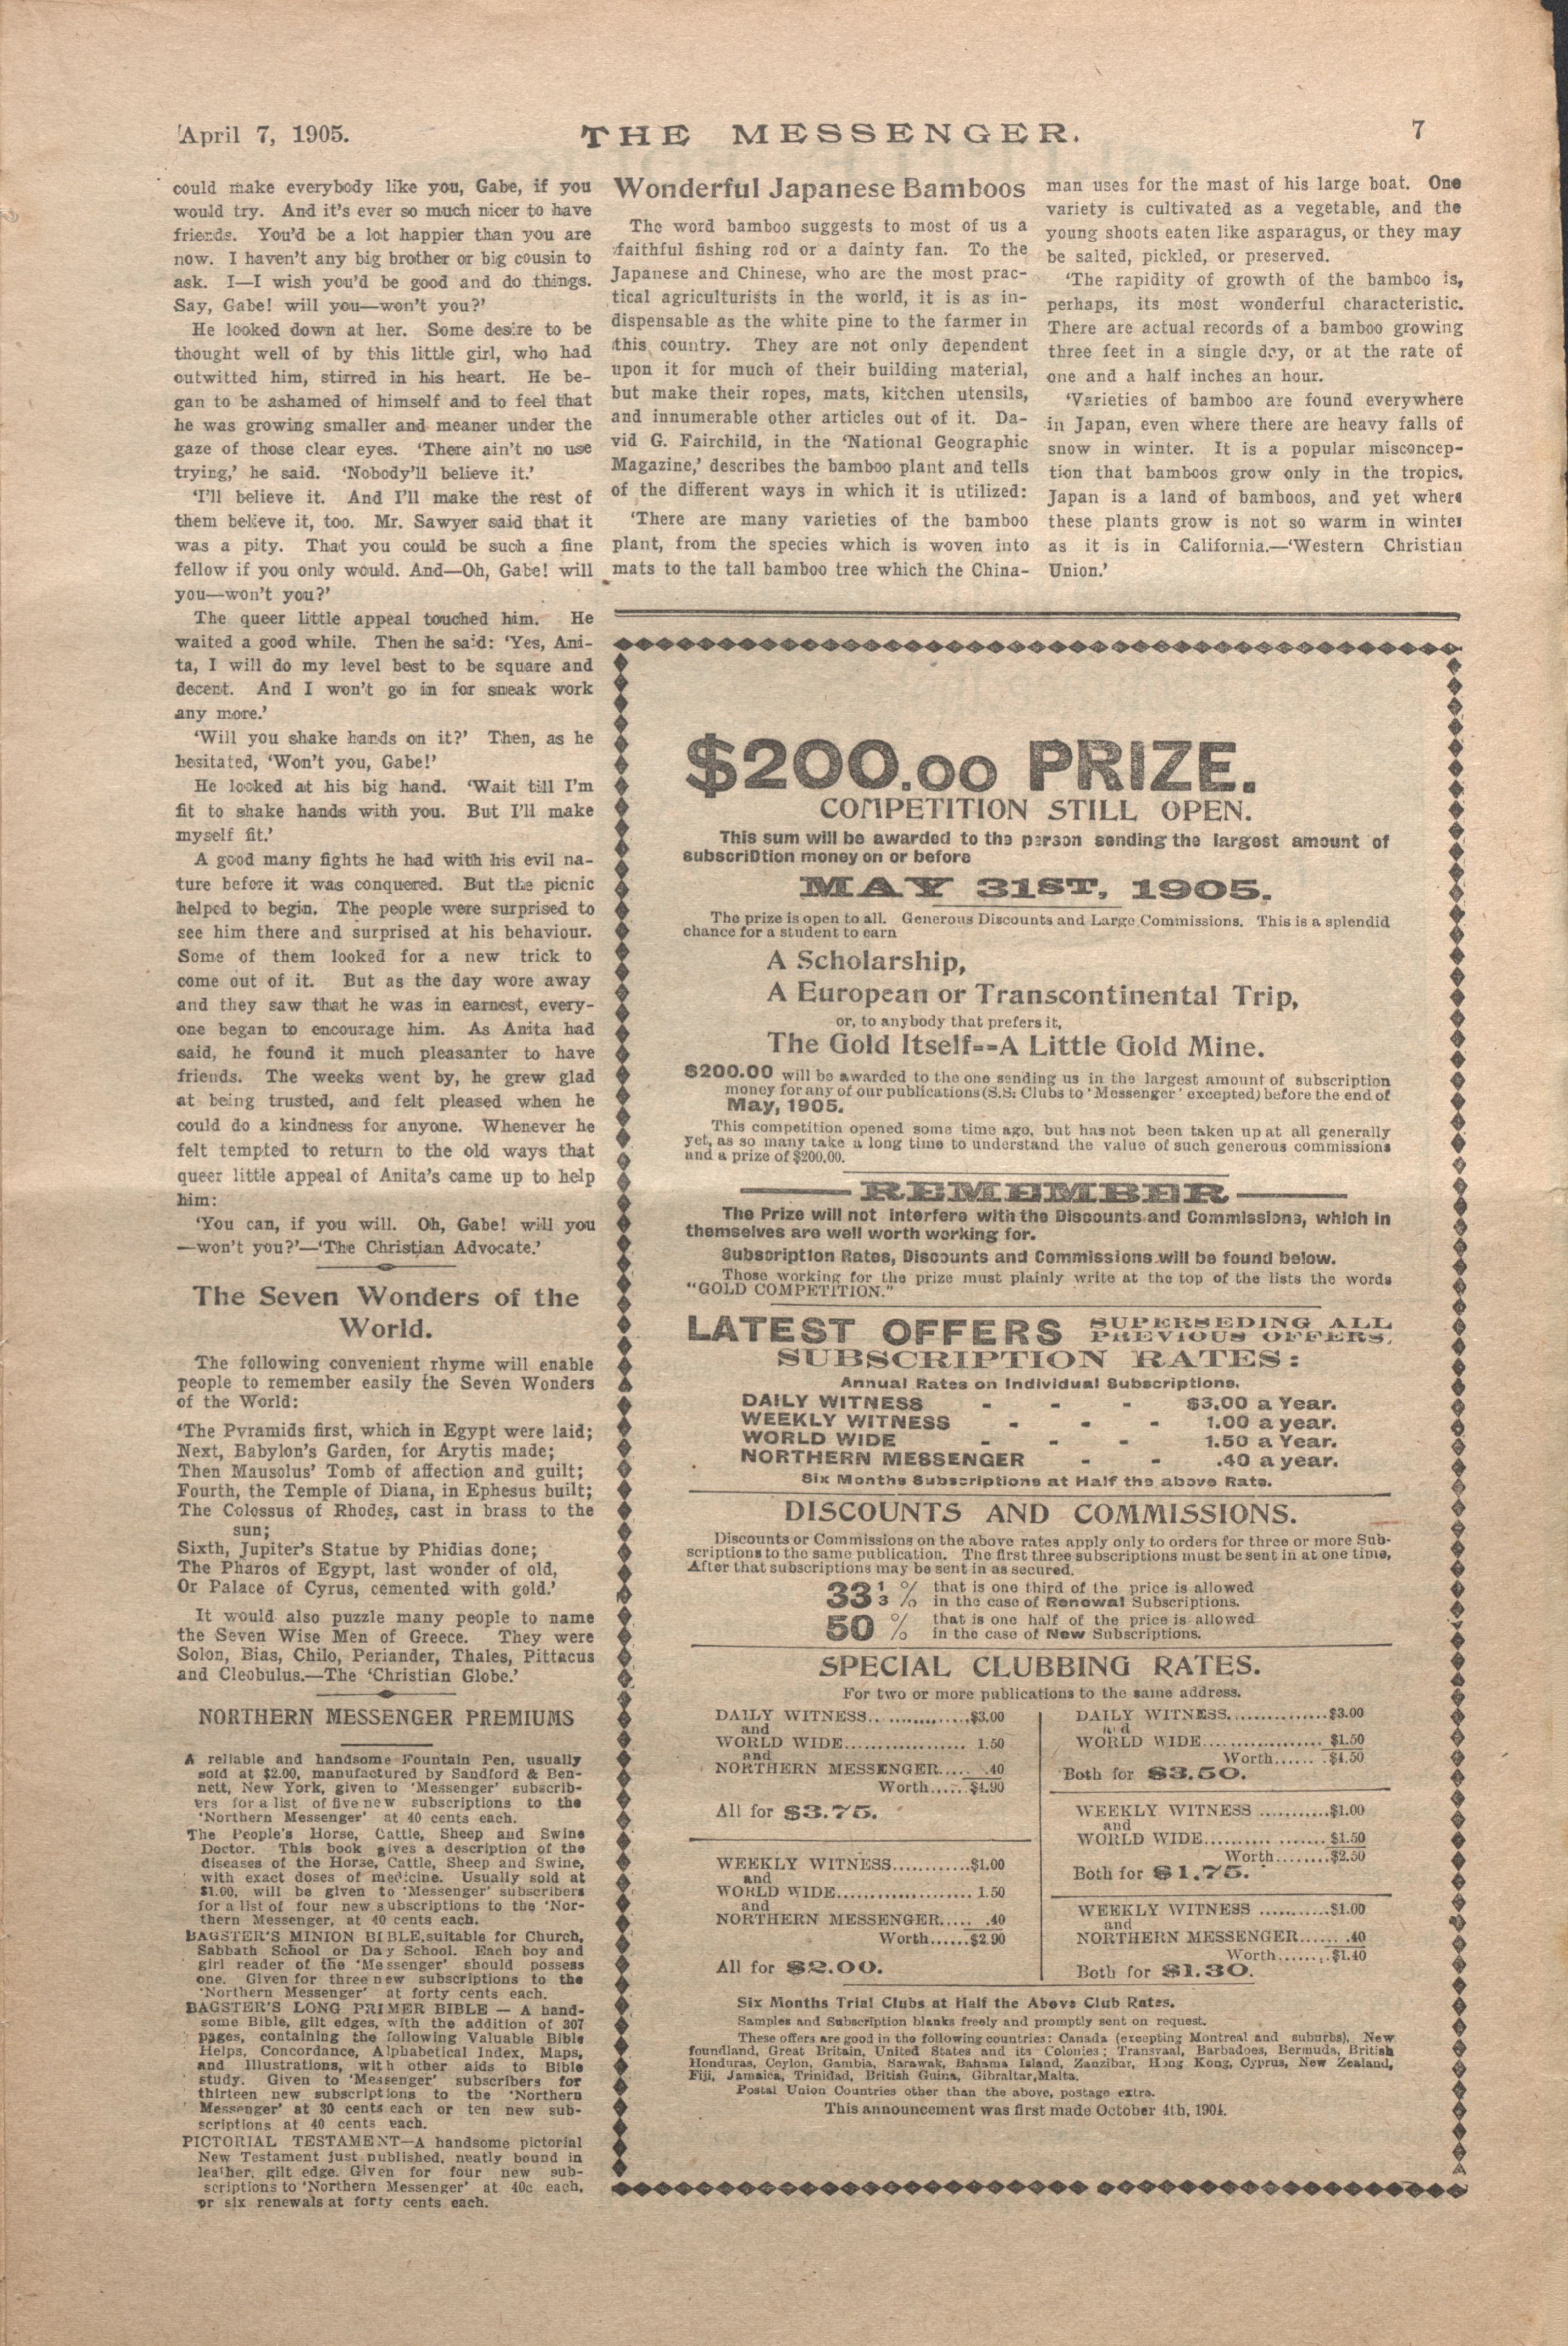 April 7, 1905.
THE MESSENGER.
7
could make everybody like you, Gabe, if you
would try. And it's ever so much nicer to have
friends. You'd be a lot happier than you are
now. I haven't any big brother or big cousin to
ask. I—I wish you'd be good and do things.
Say, Gabe! will you—won't you?'
He looked down at her. Some desire to be
thought well of by this little girl, who had
outwitted him, stirred in his heart. He be-
gan to be ashamed of himself and to feel that
he was growing smaller and meaner under the
gaze of those clear eyes. 'There ain't no use
trying,' he said. 'Nobody'll believe it.'
'I'll believe it. And I'll make the rest of
them believe it, too. Mr. Sawyer said that it
was a pity. That you could be such a fine
fellow if you only would. And—Oh, Gabe! will
you—won't you?'
The queer little appeal touched him. He
waited a good while. Then he said: 'Yes, Ani-
ta, I will do my level best to be square and
decent. And I won't go in for sneak work
any more.'
'Will you shake hands on it?' Then, as he
hesitated, 'Won't you, Gabe!'
He looked at his big hand. 'Wait till I'm
fit to shake hands with you. But I'll make
myself fit.'
A good many fights he had with his evil na-
ture before it was conquered. But the picnic
helped to begin. The people were surprised to
see him there and surprised at his behaviour.
Some of them looked for a new trick to
come out of it. But as the day wore away
and they saw that he was in earnest, every-
one began to encourage him. As Anita had
said, he found it much pleasanter to have
friends. The weeks went by, he grew glad
at being trusted, and felt pleased when he
could do a kindness for anyone. Whenever he
felt tempted to return to the old ways that
queer little appeal of Anita's came up to help
him:
'You can, if you will. Oh, Gabe! will you
—won't you?'—'The Christian Advocate.'
The Seven Wonders of the
World.
The following convenient rhyme will enable
people to remember easily the Seven Wonders
of the World:
'The Pyramids first, which in Egypt were laid;
Next, Babylon's Garden, for Arytis made;
Then Mausolus' Tomb of affection and guilt;
Fourth, the Temple of Diana, in Ephesus built;
The Colossus of Rhodes, cast in brass to the
sun;
Sixth, Jupiter's Statue by Phidias done;
The Pharos of Egypt, last wonder of old,
Or Palace of Cyrus, cemented with gold.'
It would also puzzle many people to name
the Seven Wise Men of Greece. They were
Solon, Bias, Chilo, Periander, Thales, Pittacus
and Cleobulus.—The 'Christian Globe.'
NORTHERN MESSENGER PREMIUMS
A reliable and handsome Fountain Pen, usually
sold at $2.00, manufactured by Sandford & Ben-
nett, New York, given to 'Messenger' subscrib-
ers for a list of five new subscriptions to the
'Northern Messenger' at 40 cents each.
The People's Horse, Cattle, Sheep and Swine
Doctor. This book gives a description of the
diseases of the Horse, Cattle, Sheep and Swine,
with exact doses of medicine. Usually sold at
$1.00, will be given to 'Messenger' subscribers
for a list of four new subscriptions to the 'Nor-
thern Messenger, at 40 cents each.
BAGSTER'S MINION BIBLE, suitable for Church,
Sabbath School or Day School. Each boy and
girl reader of the 'Messenger' should possess
one. Given for three new subscriptions to the
'Northern Messenger' at forty cents each.
BAGSTER'S LONG PRIMER BIBLE — A hand-
some Bible, gilt edges, with the addition of 307
pages, containing the following Valuable Bible
Helps, Concordance, Alphabetical Index, Maps,
and Illustrations, with other aids to Bible
study. Given to 'Messenger' subscribers for
thirteen new subscriptions to the 'Northern
Messenger' at 30 cents each or ten new sub-
scriptions at 40 cents each.
PICTORIAL TESTAMENT—A handsome pictorial
New Testament just published, neatly bound in
leather, gilt edge. Given for four new sub-
scriptions to 'Northern Messenger' at 40c each,
or six renewals at forty cents each.
Wonderful Japanese Bamboos
The word bamboo suggests to most of us a
faithful fishing rod or a dainty fan. To the
Japanese and Chinese, who are the most prac-
tical agriculturists in the world, it is as in-
dispensable as the white pine to the farmer in
this country. They are not only dependent
upon it for much of their building material,
but make their ropes, mats, kitchen utensils,
and innumerable other articles out of it. Da-
vid G. Fairchild, in the 'National Geographic
Magazine,' describes the bamboo plant and tells
of the different ways in which it is utilized:
'There are many varieties of the bamboo
plant, from the species which is woven into
mats to the tall bamboo tree which the China-
man uses for the mast of his large boat. One
variety is cultivated as a vegetable, and the
young shoots eaten like asparagus, or they may
be salted, pickled, or preserved.
'The rapidity of growth of the bamboo is,
perhaps, its most wonderful characteristic.
There are actual records of a bamboo growing
three feet in a single day, or at the rate of
one and a half inches an hour.
'Varieties of bamboo are found everywhere
in Japan, even where there are heavy falls of
snow in winter. It is a popular misconcep-
tion that bamboos grow only in the tropics.
Japan is a land of bamboos, and yet where
these plants grow is not so warm in winter
as it is in California.—'Western Christian
Union.'
$200.00 PRIZE.
COMPETITION STILL OPEN.
This sum will be awarded to the person sending the largest amount of
subscription money on or before
MAY 31ST, 1905.
The prize is open to all. Generous Discounts and Large Commissions. This is a splendid
chance for a student to earn
A Scholarship,
A European or Transcontinental Trip,
or, to anybody that prefers it,
The Gold Itself--A Little Gold Mine.
$200.00 will be awarded to the one sending us in the largest amount of subscription
money for any of our publications (S.S. Clubs to 'Messenger' excepted) before the end of
May, 1905.
This competition opened some time ago, but has not been taken up at all generally
yet, as so many take a long time to understand the value of such generous commissions
and a prize of $200.00.
REMEMBER
The Prize will not interfere with the Discounts and Commissions, which in
themselves are well worth working for.
Subscription Rates, Discounts and Commissions will be found below.
Those working for the prize must plainly write at the top of the lists the words
"GOLD COMPETITION."
LATEST OFFERS SUPERSEDING ALL
PREVIOUS OFFERS.
SUBSCRIPTION RATES:
Annual Rates on Individual Subscriptions.
DAILY WITNESS - - - $3.00 a Year.
WEEKLY WITNESS - - - 1.00 a year.
WORLD WIDE - - - 1.50 a Year.
NORTHERN MESSENGER - - .40 a year.
Six Months Subscriptions at Half the above Rate.
DISCOUNTS AND COMMISSIONS.
Discounts or Commissions on the above rates apply only to orders for three or more Sub-
scriptions to the same publication. The first three subscriptions must be sent in at one time,
After that subscriptions may be sent in as secured.
33 1/3 % that is one third of the price is allowed
in the case of Renewal Subscriptions.
50 % that is one half of the price is allowed
in the case of New Subscriptions.
SPECIAL CLUBBING RATES.
For two or more publications to the same address.
DAILY WITNESS.. ............$3.00
and
WORLD WIDE.................. 1.50
and
NORTHERN MESSENGER..... .40
Worth......$4.90
All for $3.75.
WEEKLY WITNESS............$1.00
and
WORLD WIDE.................... 1.50
and
NORTHERN MESSENGER..... .40
Worth......$2.90
All for $2.00.
DAILY WITNESS...............$3.00
and
WORLD WIDE.................. $1.50
Worth...... $4.50
Both for $3.50.
WEEKLY WITNESS ...........$1.00
and
WORLD WIDE.......... ....... $1.50
Worth........$2.50
Both for $1.75.
WEEKLY WITNESS ...........$1.00
and
NORTHERN MESSENGER...... .40
Worth.......$1.40
Both for $1.30.
Six Months Trial Clubs at Half the Above Club Rates.
Samples and Subscription blanks freely and promptly sent on request.
These offers are good in the following countries: Canada (excepting Montreal and suburbs), New
foundland, Great Britain, United States and its Colonies; Transvaal, Barbadoes, Bermuda, British
Honduras, Ceylon, Gambia, Sarawak, Bahama Island, Zanzibar, Hong Kong, Cyprus, New Zealand,
Fiji, Jamaica, Trinidad, British Guina, Gibraltar, Malta.
Postal Union Countries other than the above, postage extra.
This announcement was first made October 4th, 1904.